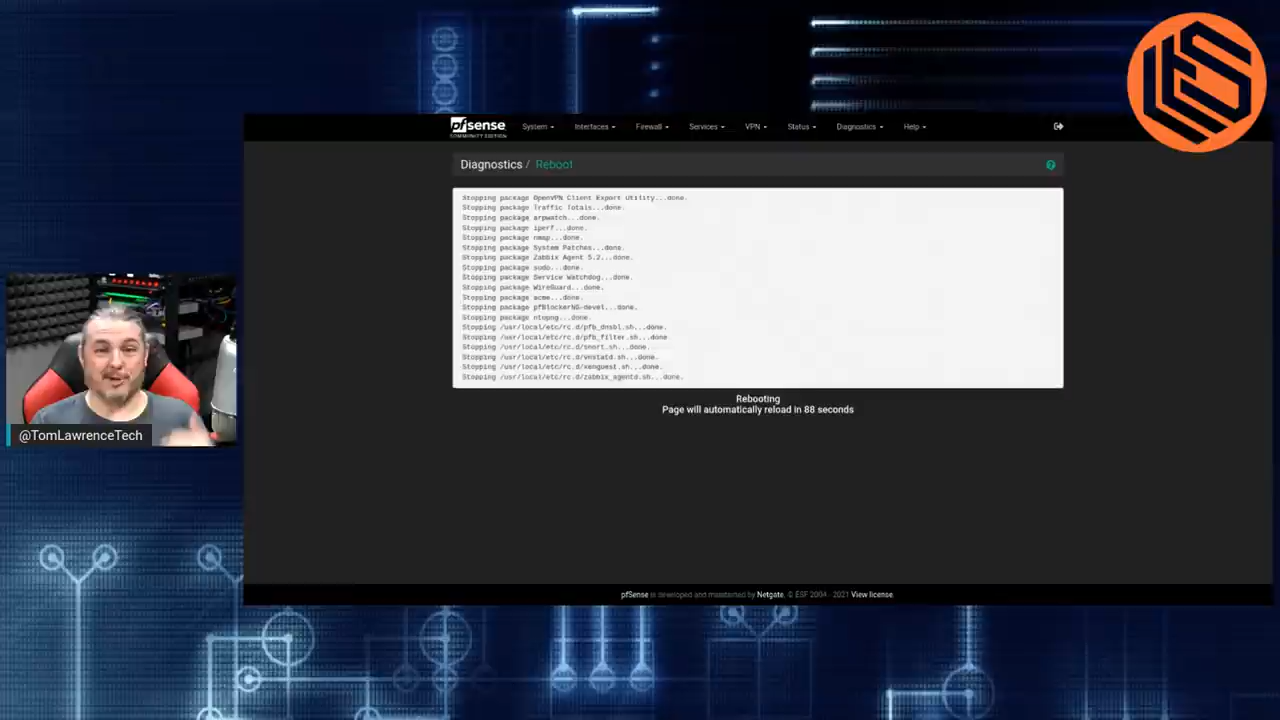 pfsense
COMMUNITY EDITION
System
Interfaces
Firewall
Services
VPN
Status
Diagnostics
Help
Diagnostics / Reboot
Stopping package OpenVPN Client Export Utility...done.
Stopping package Traffic Totals...done.
Stopping package arpwatch...done.
Stopping package iperf...done.
Stopping package nmap...done.
Stopping package System Patches...done.
Stopping package Zabbix Agent 5.2...done.
Stopping package sudo...done.
Stopping package Service Watchdog...done.
Stopping package WireGuard...done.
Stopping package acme...done.
Stopping package pfBlockerNG-devel...done.
Stopping package ntopng...done.
Stopping /usr/local/etc/rc.d/pfb_dnsbl.sh...done.
Stopping /usr/local/etc/rc.d/pfb_filter.sh...done
Stopping /usr/local/etc/rc.d/snort.sh...done.
Stopping /usr/local/etc/rc.d/vnstatd.sh...done.
Stopping /usr/local/etc/rc.d/xenguest.sh...done.
Stopping /usr/local/etc/rc.d/zabbix_agentd.sh...done.
Rebooting
Page will automatically reload in 88 seconds
@TomLawrenceTech
pfSense is developed and maintained by Netgate. © ESF 2004 - 2021 View license.